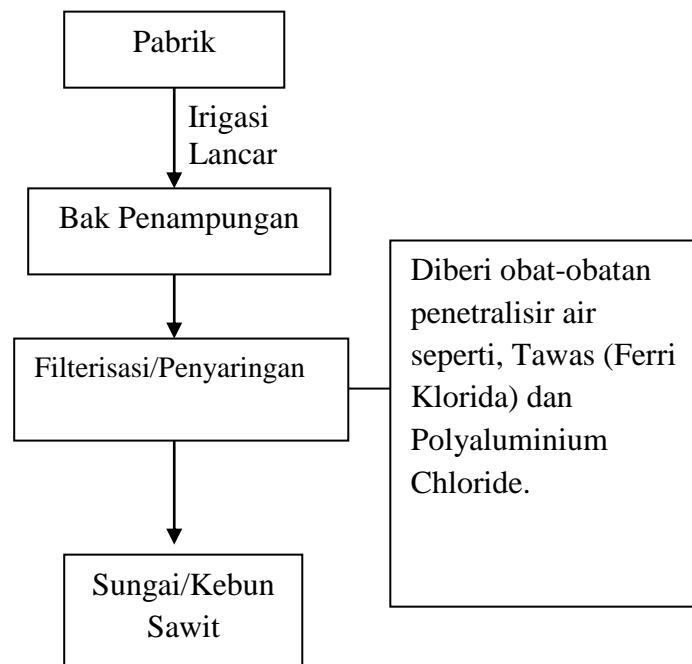 Pabrik
Irigasi
Lancar
Bak Penampungan
Filterisasi/Penyaringan
Diberi obat-obatan
penetralisir air
seperti, Tawas (Ferri
Klorida) dan
Polyaluminium
Chloride.
Sungai/Kebun
Sawit